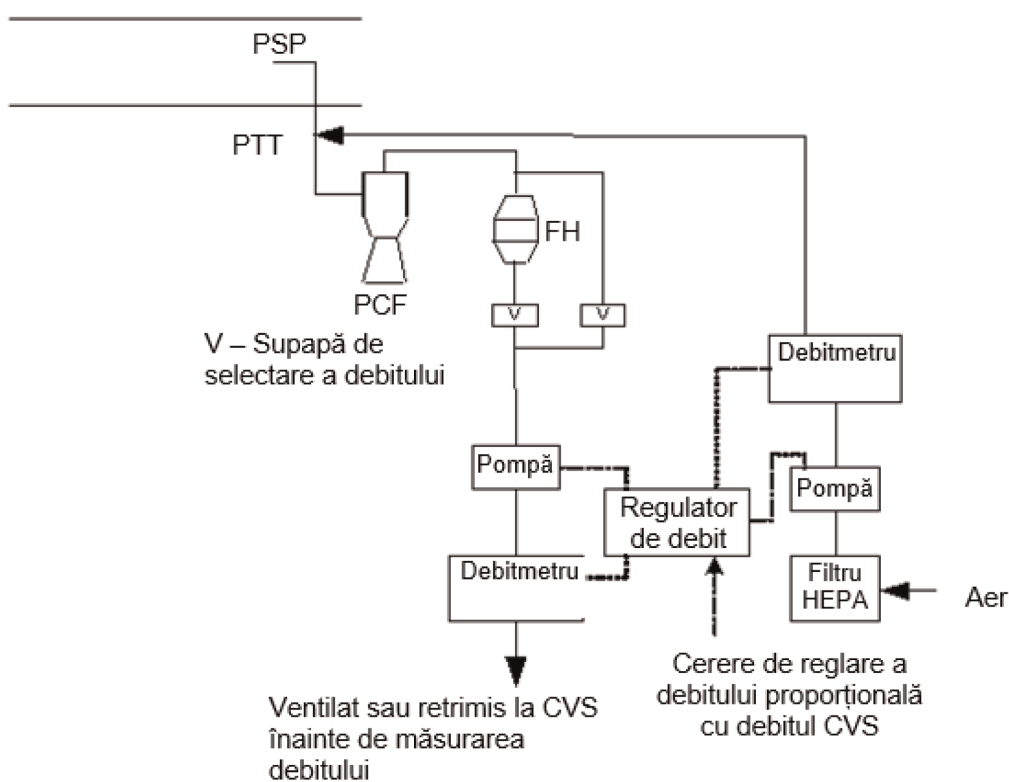 PSP
PTT
FH
PCF
V
V
V – Supapă de
selectare a debitului
Debitmetru
Pompă
Pompă
Regulator
de debit
Debitmetru
Filtru
HEPA
Aer
Cerere de reglare a
debitului proporțională
cu debitul CVS
Ventilat sau retrimis la CVS
înainte de măsurarea
debitului